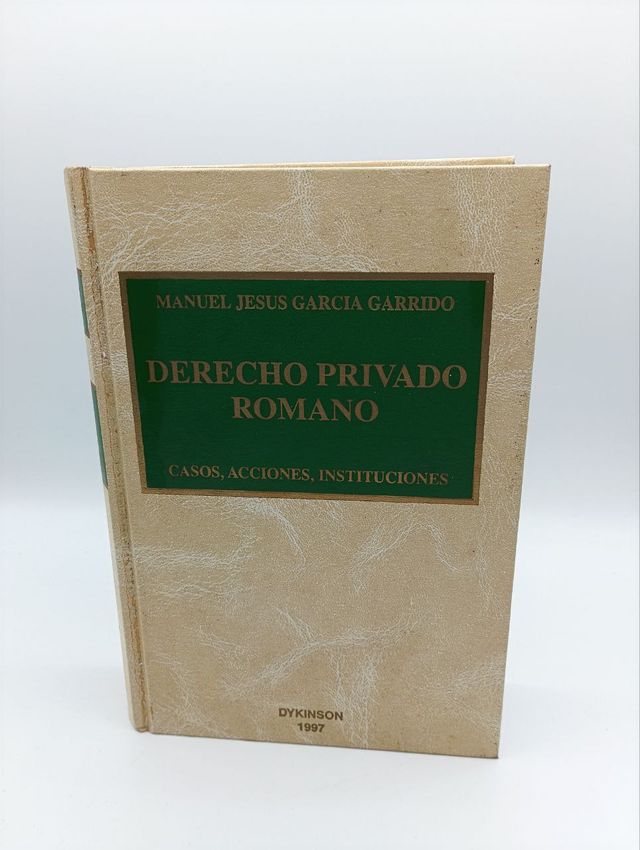 MANUEL JESUS GARCIA GARRIDO
DERECHO PRIVADO
ROMANO
CASOS, ACCIONES, INSTITUCIONES
DYKINSON
1997